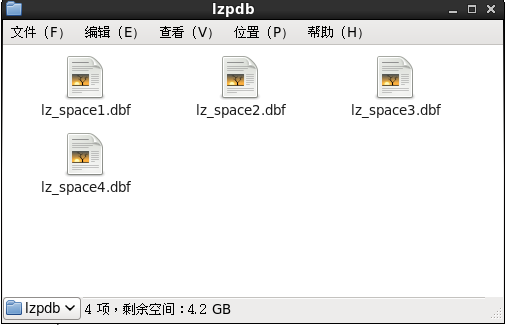 lzpdb
文件（F） 编辑（E） 查看（V） 位置（P） 帮助（H）
lz_space1.dbf lz_space2.dbf lz_space3.dbf
lz_space4.dbf
lzpdb 4 项，剩余空间：4.2 GB